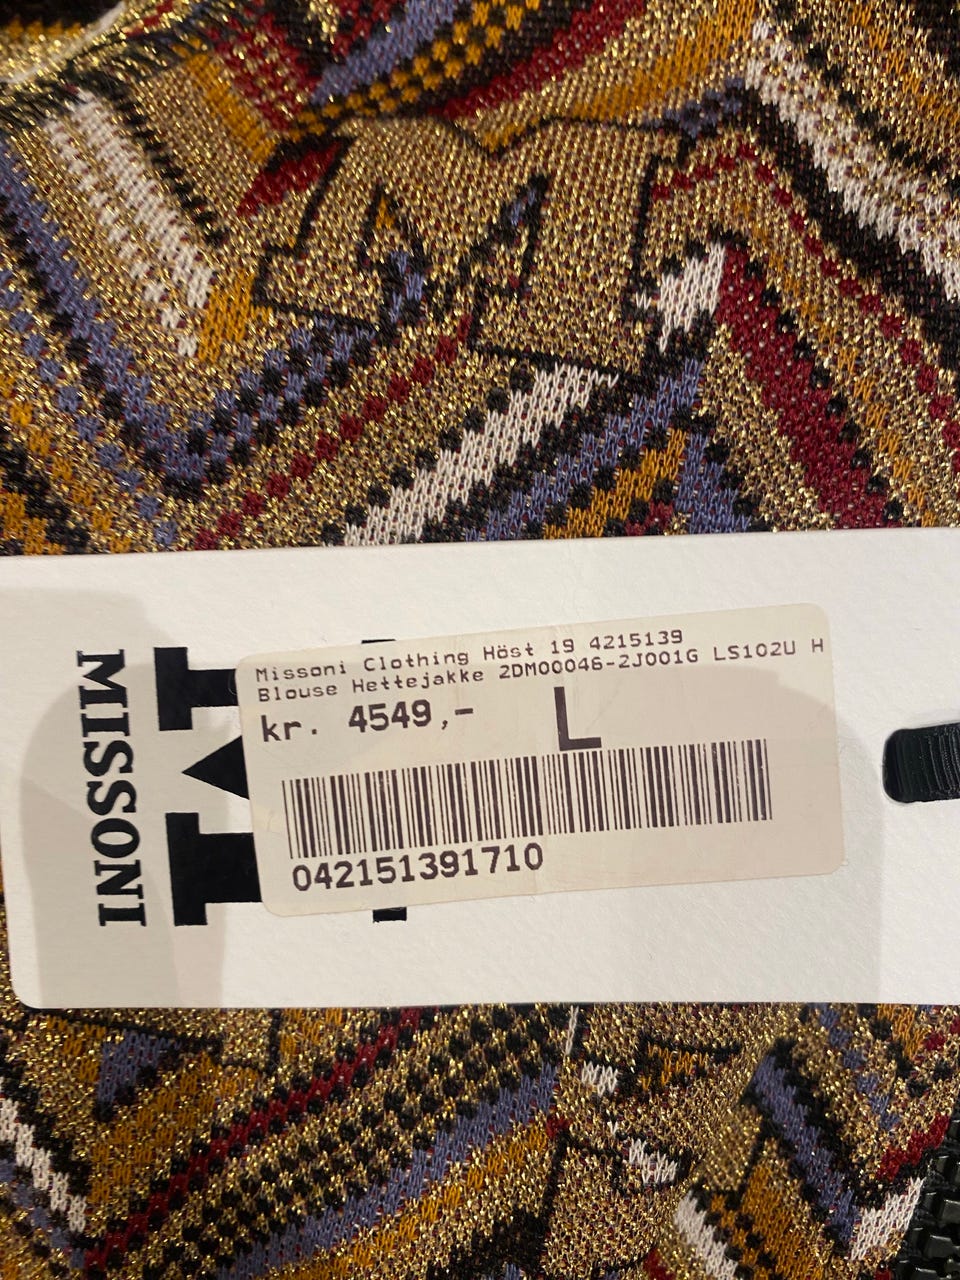 Missoni Clothing Höst 19 4215139
Blouse Hettejakke 2DM00046-2J001G LS102U H
kr. 4549,-
L
042151391710
MISSONI
M